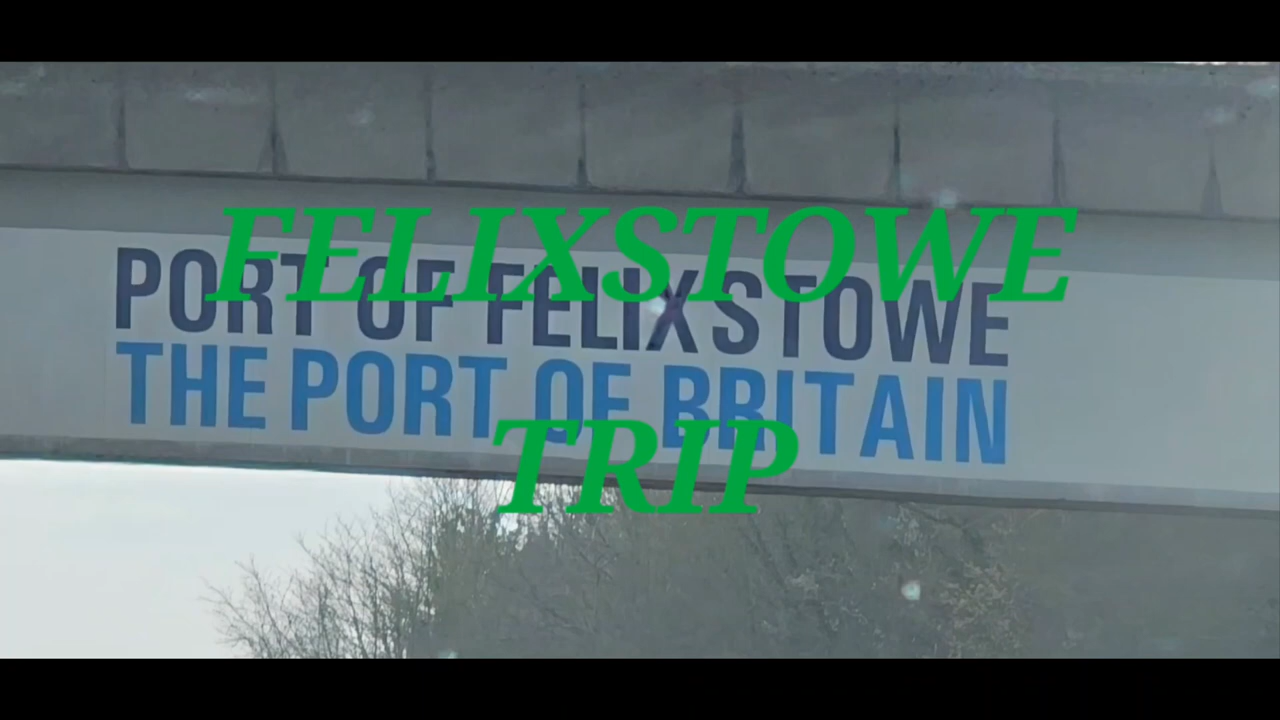 FELIXSTOWE
PORT OF FELIXSTOWE
THE PORT OF BRITAIN
TRIP